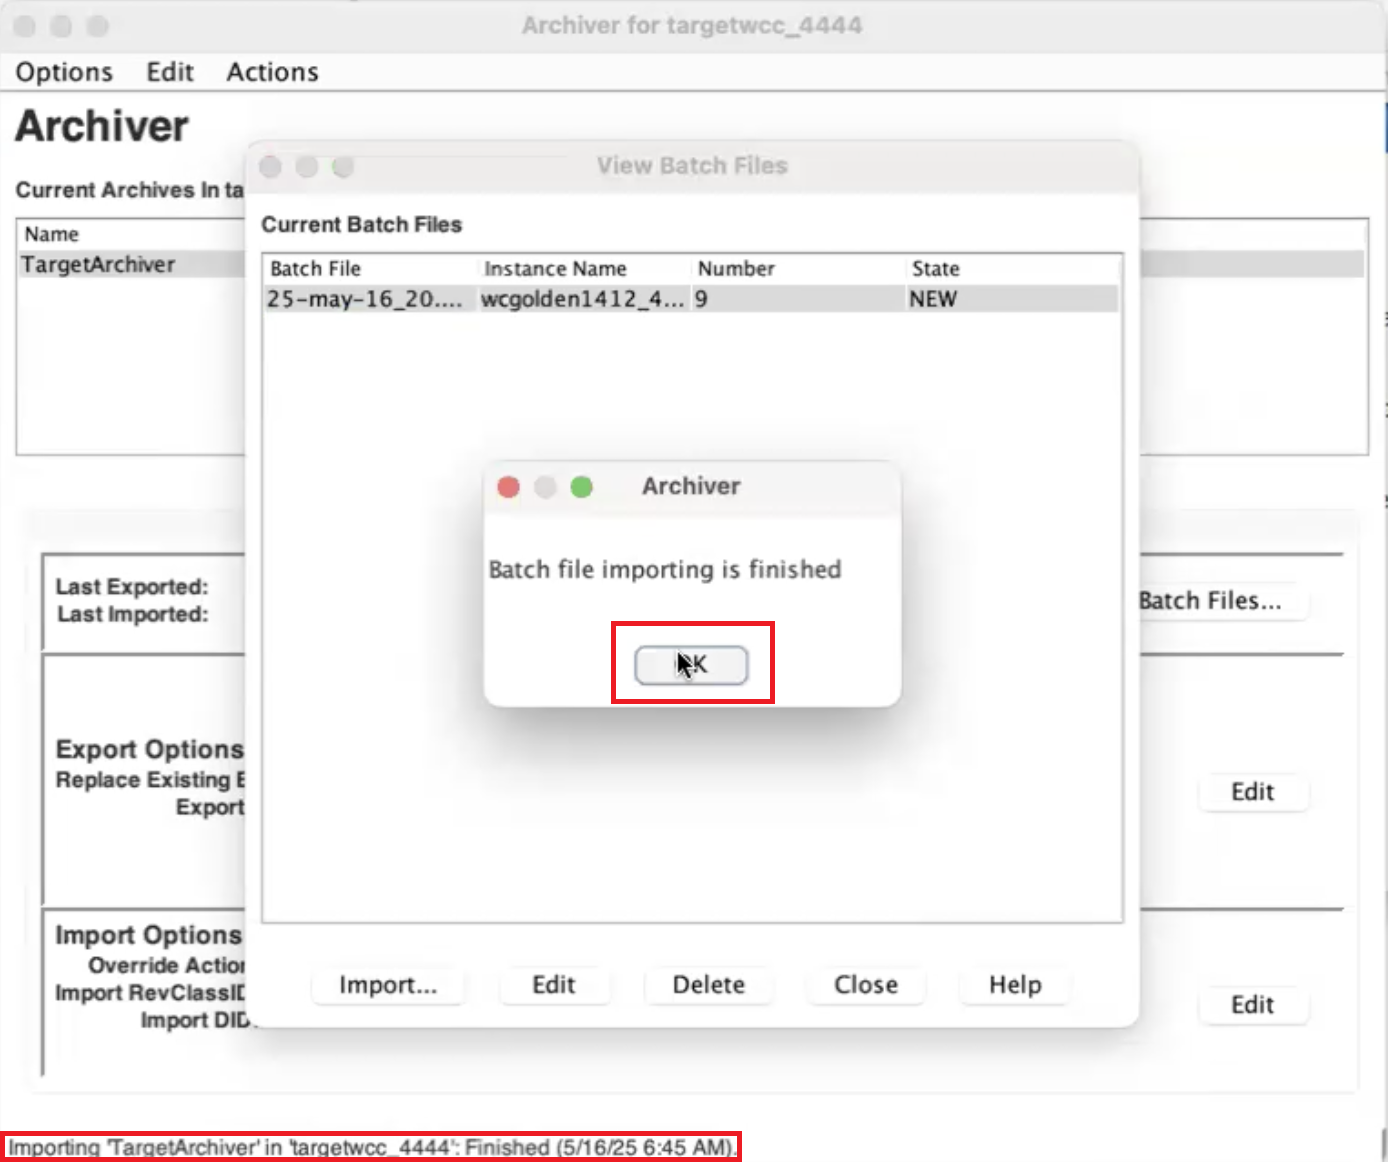 Archiver for targetwcc_4444
Options Edit Actions
Archiver
Current Archives In ta
Name
TargetArchiver
View Batch Files
Current Batch Files
Batch File Instance Name Number State
25-may-16_20.... wcgolden1412_4... 9 NEW
Archiver
Batch file importing is finished
Last Exported:
Last Imported:
Batch Files...
Export Options
Replace Existing E
Export
Edit
Import Options
Override Action
Import RevClassID
Import DID
Edit
Import... Edit Delete Close Help
Importing 'TargetArchiver' in 'targetwcc_4444': Finished (5/16/25 6:45 AM).